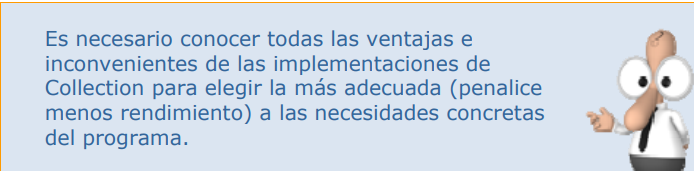 Es necesario conocer todas las ventajas e
inconvenientes de las implementaciones de
Collection para elegir la más adecuada (penalice
menos rendimiento) a las necesidades concretas
del programa.